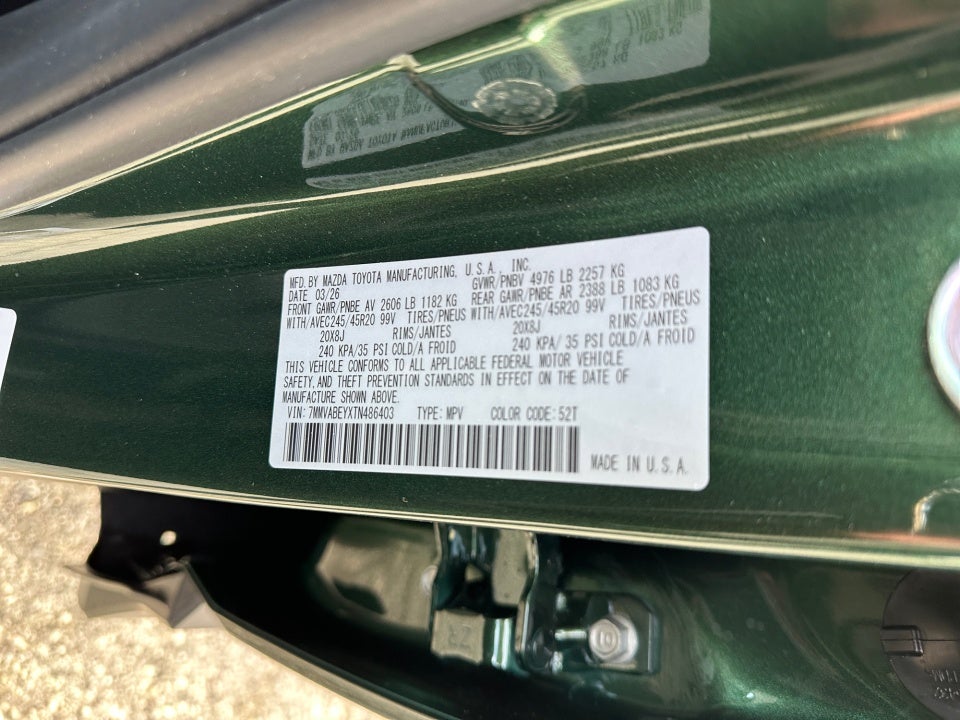 MFD. BY MAZDA TOYOTA MANUFACTURING, U.S.A., INC.
DATE 03/26 GVWR/PNBV 4976 LB 2257 KG
FRONT GAWR/PNBE AV 2606 LB 1182 KG REAR GAWR/PNBE AR 2388 LB 1083 KG
WITH/AVEC245/45R20 99V TIRES/PNEUS WITH/AVEC245/45R20 99V TIRES/PNEUS
20X8J RIMS/JANTES 20X8J RIMS/JANTES
240 KPA/35 PSI COLD/A FROID 240 KPA/ 35 PSI COLD/A FROID
THIS VEHICLE CONFORMS TO ALL APPLICABLE FEDERAL MOTOR VEHICLE
SAFETY, AND THEFT PREVENTION STANDARDS IN EFFECT ON THE DATE OF
MANUFACTURE SHOWN ABOVE.
VIN: 7MMVABEYXTN486403 TYPE: MPV COLOR CODE: 52T
MADE IN U.S.A.